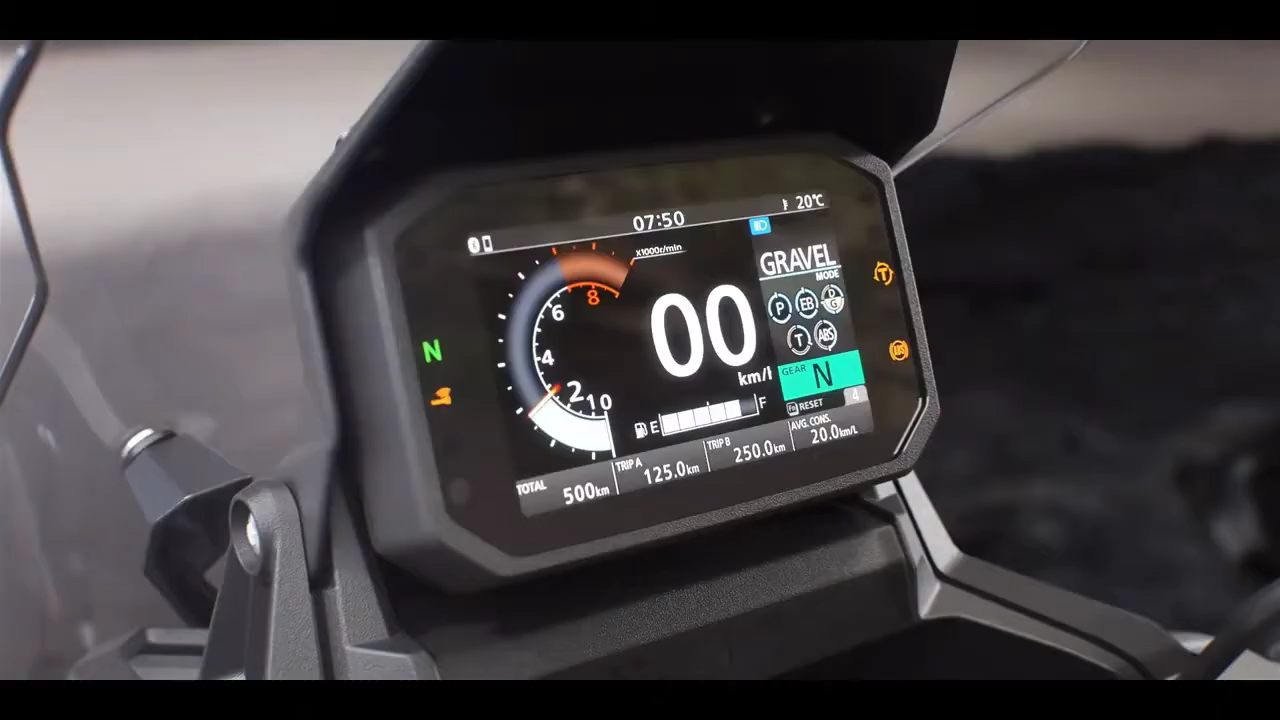 07:50
20℃
x1000r/min
GRAVEL
MODE
P EB D G
T ABS
8
6
4
2
10
00
km/h
N
GEAR N
E F
Fn RESET 4
TOTAL 500km
TRIP A 125.0km
TRIP B 250.0km
AVG. CONS. 20.0km/L
T